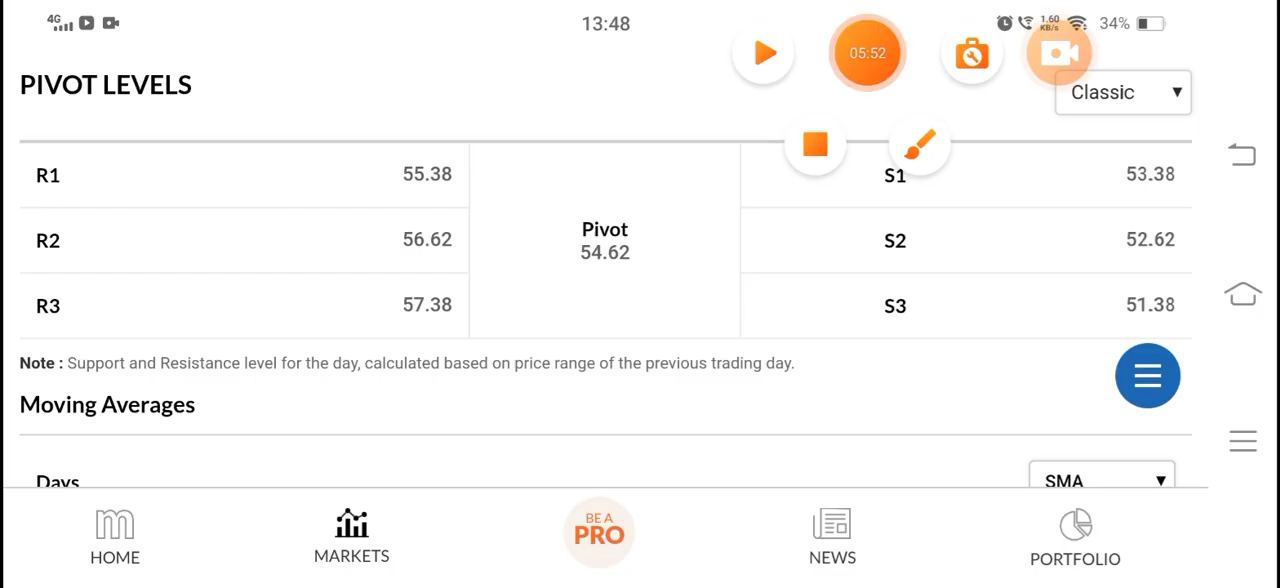 4G 13:48 1.60 KB/s 34%
05:52
PIVOT LEVELS
Classic
R1 55.38 S1 53.38
Pivot
R2 56.62 54.62 S2 52.62
R3 57.38 S3 51.38
Note : Support and Resistance level for the day, calculated based on price range of the previous trading day.
Moving Averages
Days SMA
BE A
PRO
HOME MARKETS NEWS PORTFOLIO